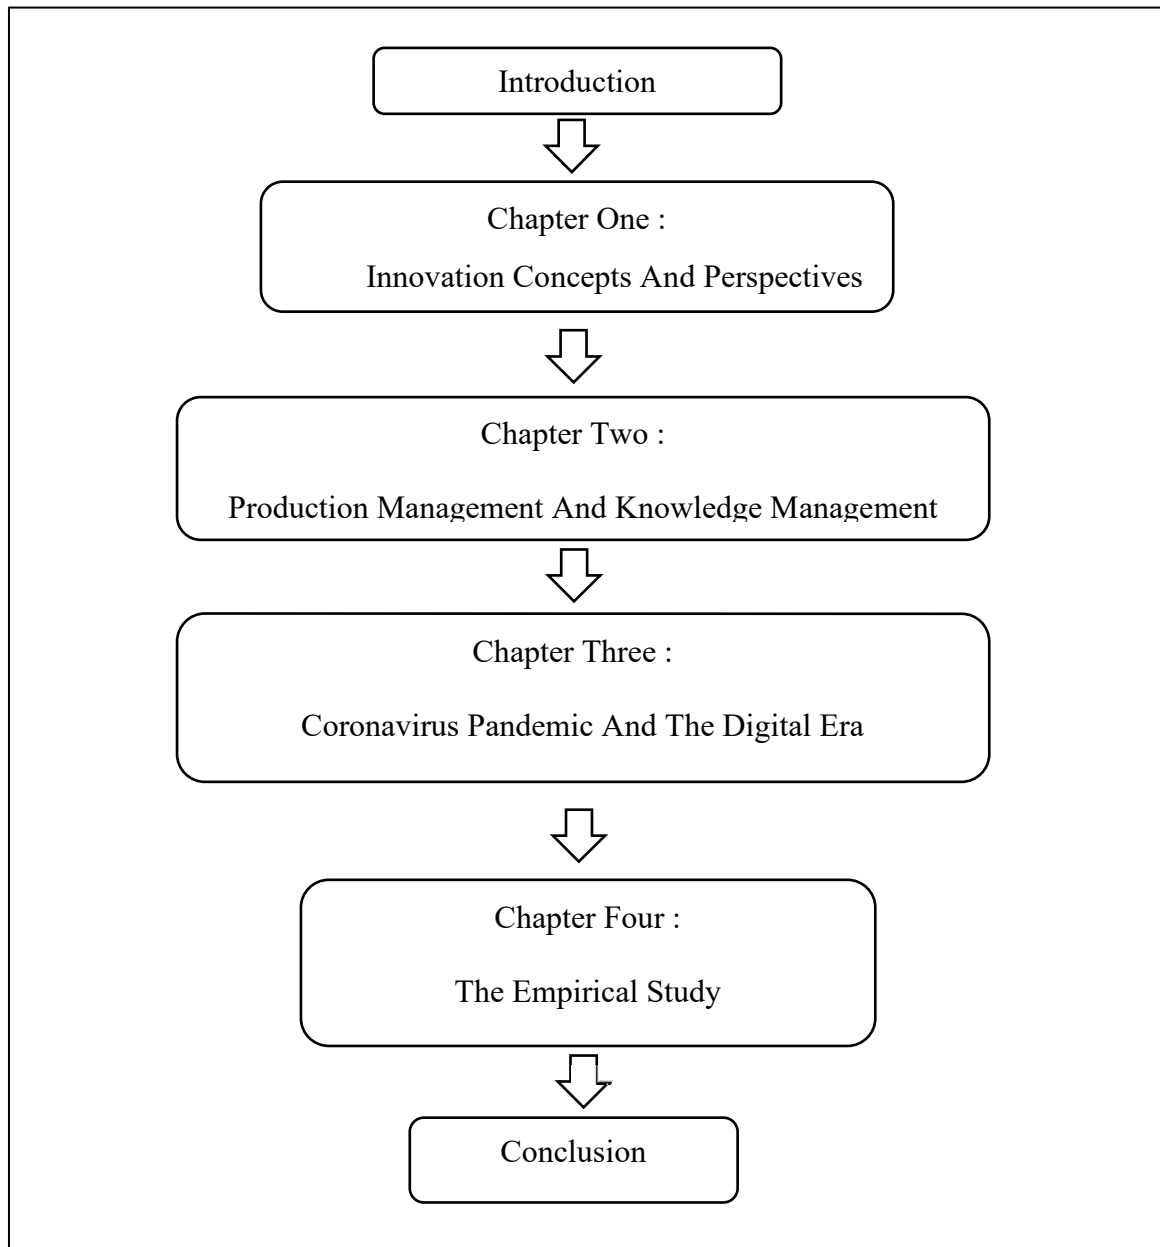 Introduction
Chapter One :
Innovation Concepts And Perspectives
Chapter Two :
Production Management And Knowledge Management
Chapter Three :
Coronavirus Pandemic And The Digital Era
Chapter Four :
The Empirical Study
Conclusion